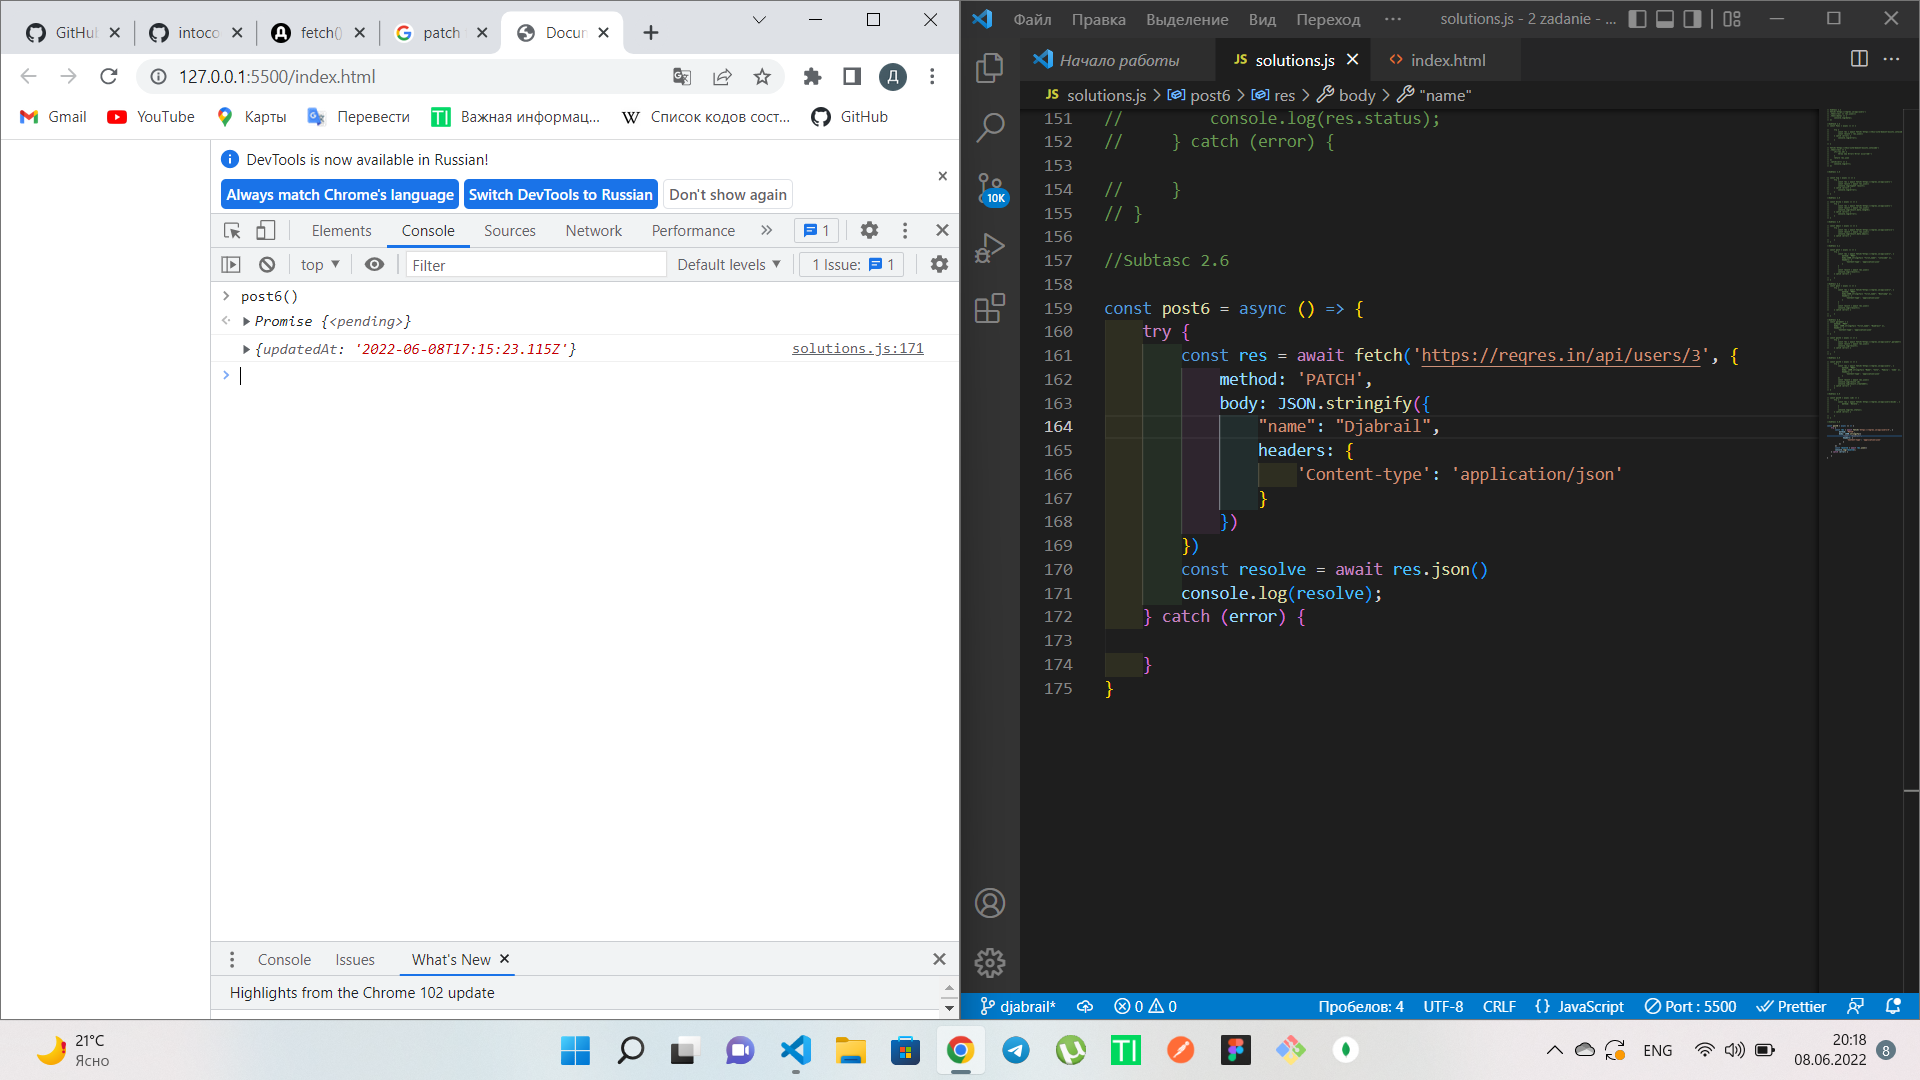 GitHu
intoco
fetch()
patch
Docum
127.0.0.1:5500/index.html
Д
Gmail
YouTube
Карты
Перевести
TI
Важная информац...
W
Список кодов сост...
GitHub
DevTools is now available in Russian!
Always match Chrome's language
Switch DevTools to Russian
Don't show again
Elements
Console
Sources
Network
Performance
1
top
Filter
Default levels
1 Issue:
1
post6()
Promise {<pending>}
{updatedAt: '2022-06-08T17:15:23.115Z'}
solutions.js:171
Console
Issues
What's New
Highlights from the Chrome 102 update
Файл
Правка
Выделение
Вид
Переход
solutions.js - 2 zadanie - ...
Начало работы
JS solutions.js
index.html
JS solutions.js > post6 > res > body > "name"
10K
151 // console.log(res.status);
152 // } catch (error) {
153
154 // }
155 // }
156
157 //Subtasc 2.6
158
159 const post6 = async () => {
160 try {
161 const res = await fetch('https://reqres.in/api/users/3', {
162 method: 'PATCH',
163 body: JSON.stringify({
164 "name": "Djabrail",
165 headers: {
166 'Content-type': 'application/json'
167 }
168 })
169 })
170 const resolve = await res.json()
171 console.log(resolve);
172 } catch (error) {
173
174 }
175 }
djabrail*
0
0
Пробелов: 4
UTF-8
CRLF
{} JavaScript
Port : 5500
Prettier
21°C
Ясно
TI
ENG
20:18
08.06.2022
8